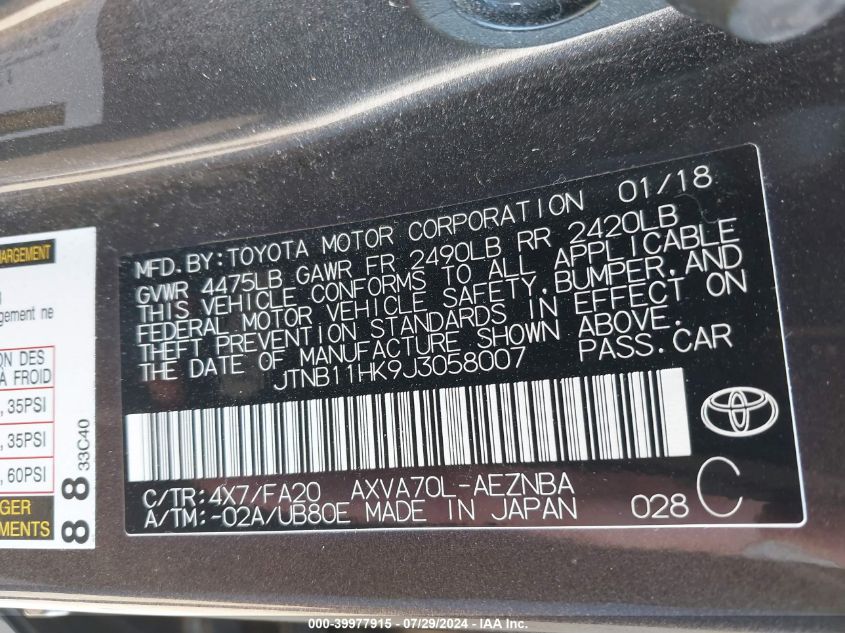 01/18
MFD.BY:TOYOTA MOTOR CORPORATION
GVWR 4475LB GAWR FR 2490LB RR 2420LB
THIS VEHICLE CONFORMS TO ALL APPLICABLE
FEDERAL MOTOR VEHICLE SAFETY,BUMPER,AND
THEFT PREVENTION STANDARDS IN EFFECT ON
THE DATE OF MANUFACTURE SHOWN ABOVE.
JTNB11HK9J3058007 PASS.CAR
C/TR:4X7/FA20 AXVA70L-AEZNBA
A/TM:-02A/UB80E MADE IN JAPAN 028 C
HARGEMENT
gement ne
ION DES
A FROID
, 35PSI
, 35PSI
, 60PSI
GER
EMENTS
8 8 33C40
000-39977915 - 07/29/2024 - IAA Inc.